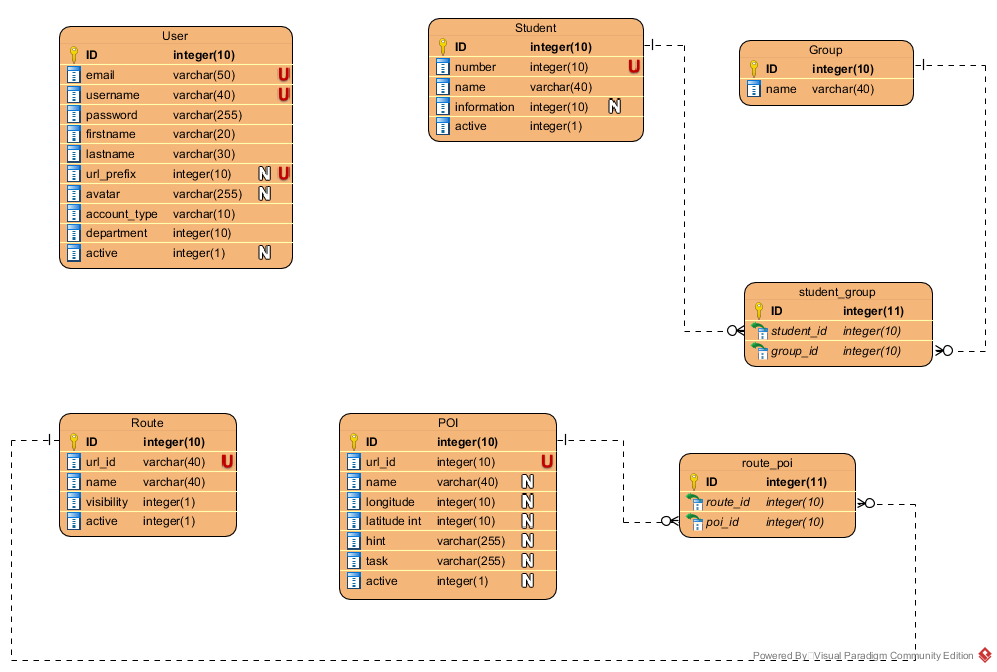 User
ID integer(10)
email varchar(50) U
username varchar(40) U
password varchar(255)
firstname varchar(20)
lastname varchar(30)
url_prefix integer(10) N U
avatar varchar(255) N
account_type varchar(10)
department integer(10)
active integer(1) N
Student
ID integer(10)
number integer(10) U
name varchar(40)
information integer(10) N
active integer(1)
Group
ID integer(10)
name varchar(40)
student_group
ID integer(11)
student_id integer(10)
group_id integer(10)
Route
ID integer(10)
url_id varchar(40) U
name varchar(40)
visibility integer(1)
active integer(1)
POI
ID integer(10)
url_id integer(10) U
name varchar(40) N
longitude integer(10) N
latitude int integer(10) N
hint varchar(255) N
task varchar(255) N
active integer(1) N
route_poi
ID integer(11)
route_id integer(10)
poi_id integer(10)
Powered By Visual Paradigm Community Edition